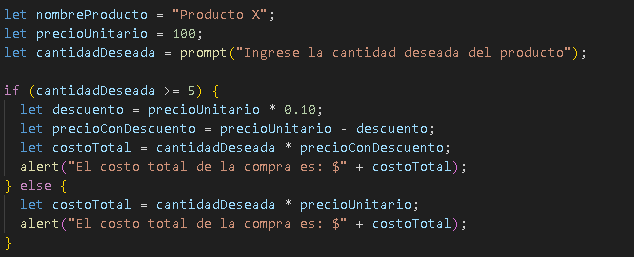 let nombreProducto = "Producto X";
let precioUnitario = 100;
let cantidadDeseada = prompt("Ingrese la cantidad deseada del producto");

if (cantidadDeseada >= 5) {
  let descuento = precioUnitario * 0.10;
  let precioConDescuento = precioUnitario - descuento;
  let costoTotal = cantidadDeseada * precioConDescuento;
  alert("El costo total de la compra es: $" + costoTotal);
} else {
  let costoTotal = cantidadDeseada * precioUnitario;
  alert("El costo total de la compra es: $" + costoTotal);
}